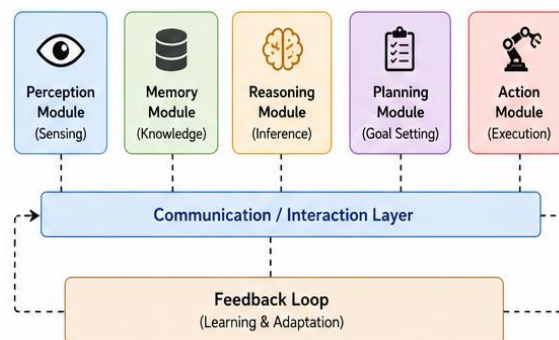 Perception
Module
(Sensing)
Memory
Module
(Knowledge)
Reasoning
Module
(Inference)
Planning
Module
(Goal Setting)
Action
Module
(Execution)
Communication / Interaction Layer
Feedback Loop
(Learning & Adaptation)